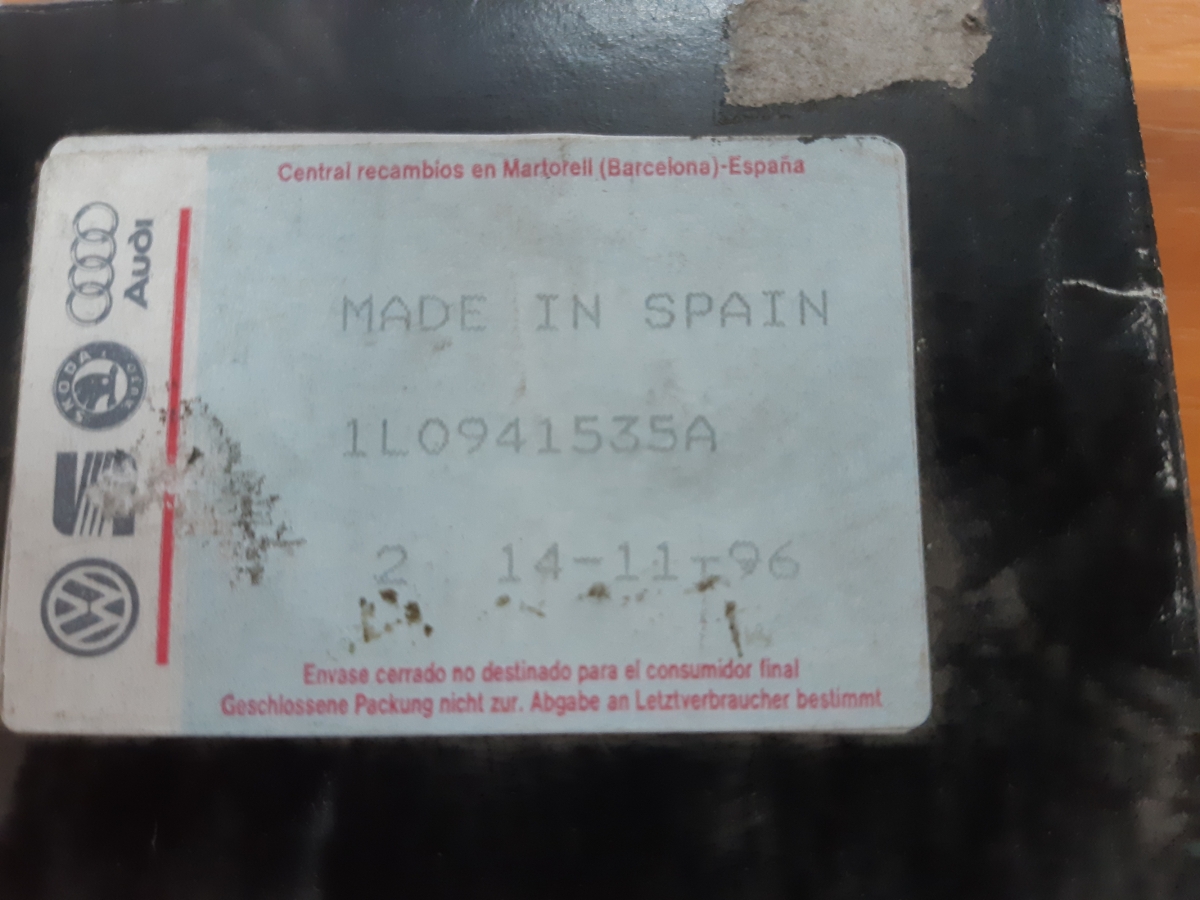 Central recambios en Martorell (Barcelona)-España
Audi
SKODA
MADE IN SPAIN
1L0941535A
2 14-11-96
Envase cerrado no destinado para el consumidor final
Geschlossene Packung nicht zur. Abgabe an Letztverbraucher bestimmt